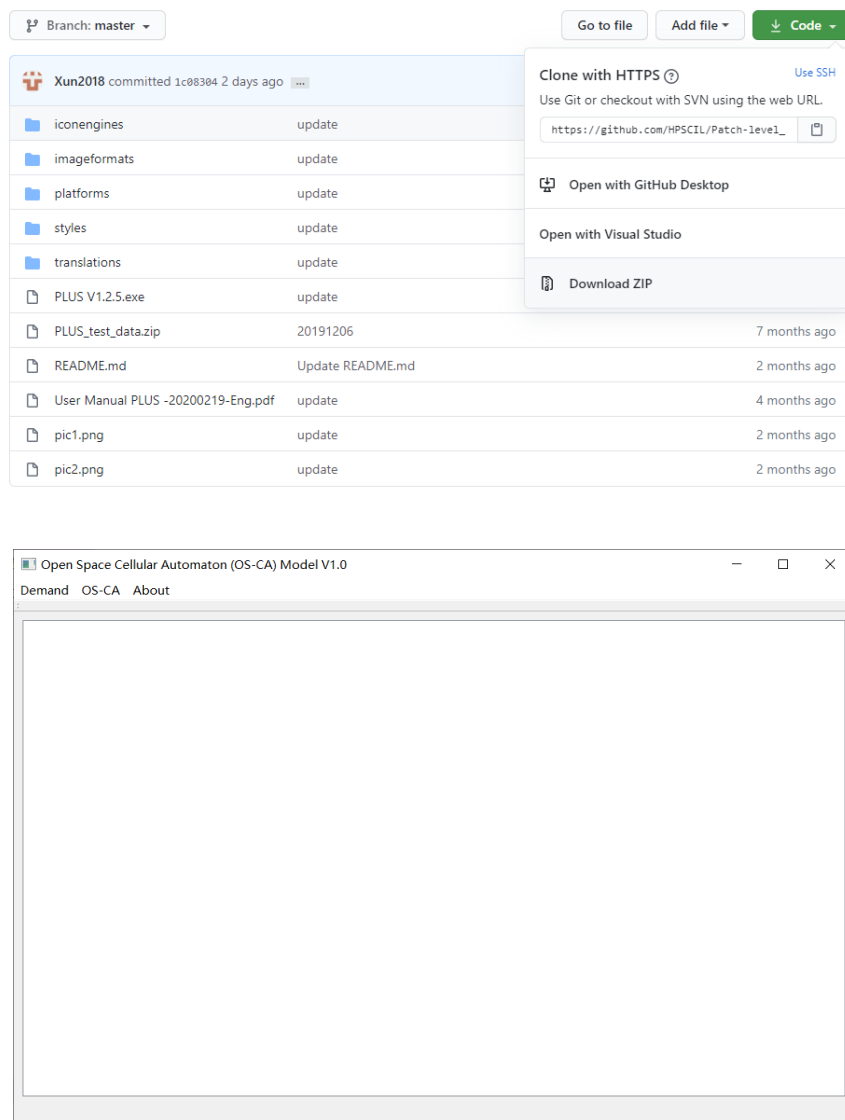 Branch: master
Go to file
Add file
Code
Xun2018 committed 1c08304 2 days ago ...
Clone with HTTPS ?
Use SSH
Use Git or checkout with SVN using the web URL.
https://github.com/HPSCIL/Patch-level_
Open with GitHub Desktop
Open with Visual Studio
Download ZIP
iconengines update
imageformats update
platforms update
styles update
translations update
PLUS V1.2.5.exe update
PLUS_test_data.zip 20191206 7 months ago
README.md Update README.md 2 months ago
User Manual PLUS -20200219-Eng.pdf update 4 months ago
pic1.png update 2 months ago
pic2.png update 2 months ago
Open Space Cellular Automaton (OS-CA) Model V1.0
Demand OS-CA About